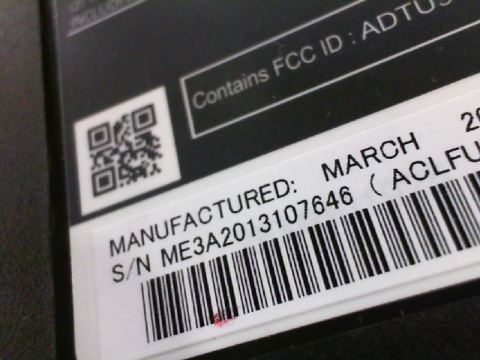 Contains FCC ID : ADTU
MANUFACTURED: MARCH 20
S/N ME3A2013107646 ( ACLFU